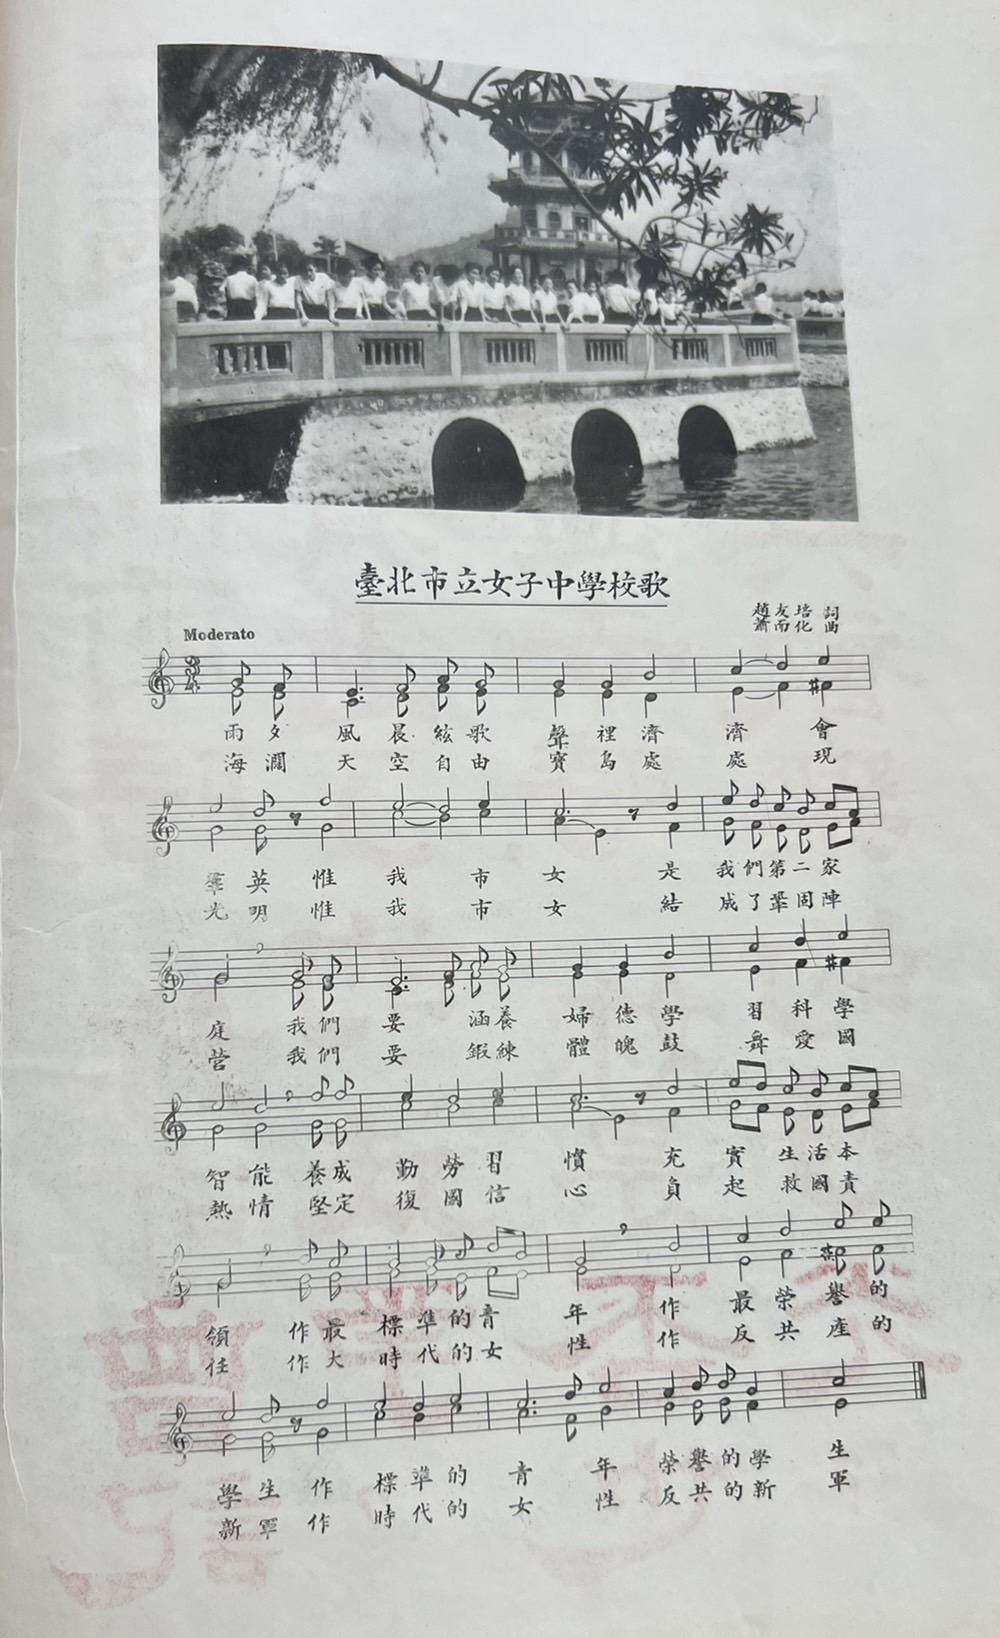 臺北市立女子中學校歌
趙友培 詞
蕭而化 曲
Moderato
3
4
雨夕 風晨絃歌 聲裡濟 濟 會
海濶 天空自由 寶島處 處 現
羣英 惟 我 市 女 是 我們第二家
光明 惟 我 市 女 結 成了鞏固陣
庭 我們 要 涵養 婦德學 習科學
营 我們 要 鍛練 體魄鼓 舞愛國
智能 養成 勤勞習 慣 充 實生活本
熱情 堅定 復國信 心 負 起救國責
領 作最 標準的青 年 作 最榮譽的
任 作大 時代的女 性 作 反共產的
學生 作 標準的 青 年 榮譽的學 生
新軍 作 時代的 女 性 反共的新 軍